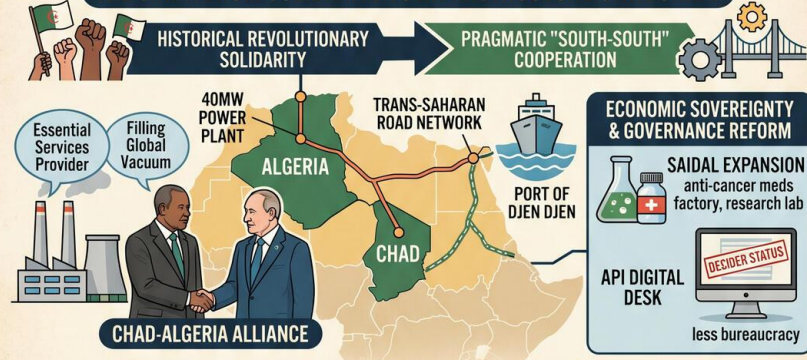 HISTORICAL REVOLUTIONARY
SOLIDARITY
PRAGMATIC "SOUTH-SOUTH"
COOPERATION
Essential
Services
Provider
Filling
Global
Vacuum
40MW
POWER
PLANT
TRANS-SAHARAN
ROAD NETWORK
ALGERIA
CHAD
PORT OF
DJEN DJEN
CHAD-ALGERIA ALLIANCE
ECONOMIC SOVEREIGNTY
& GOVERNANCE REFORM
SAIDAL EXPANSION
anti-cancer meds
factory, research lab
API DIGITAL
DESK
DECIDER STATUS
less bureaucracy